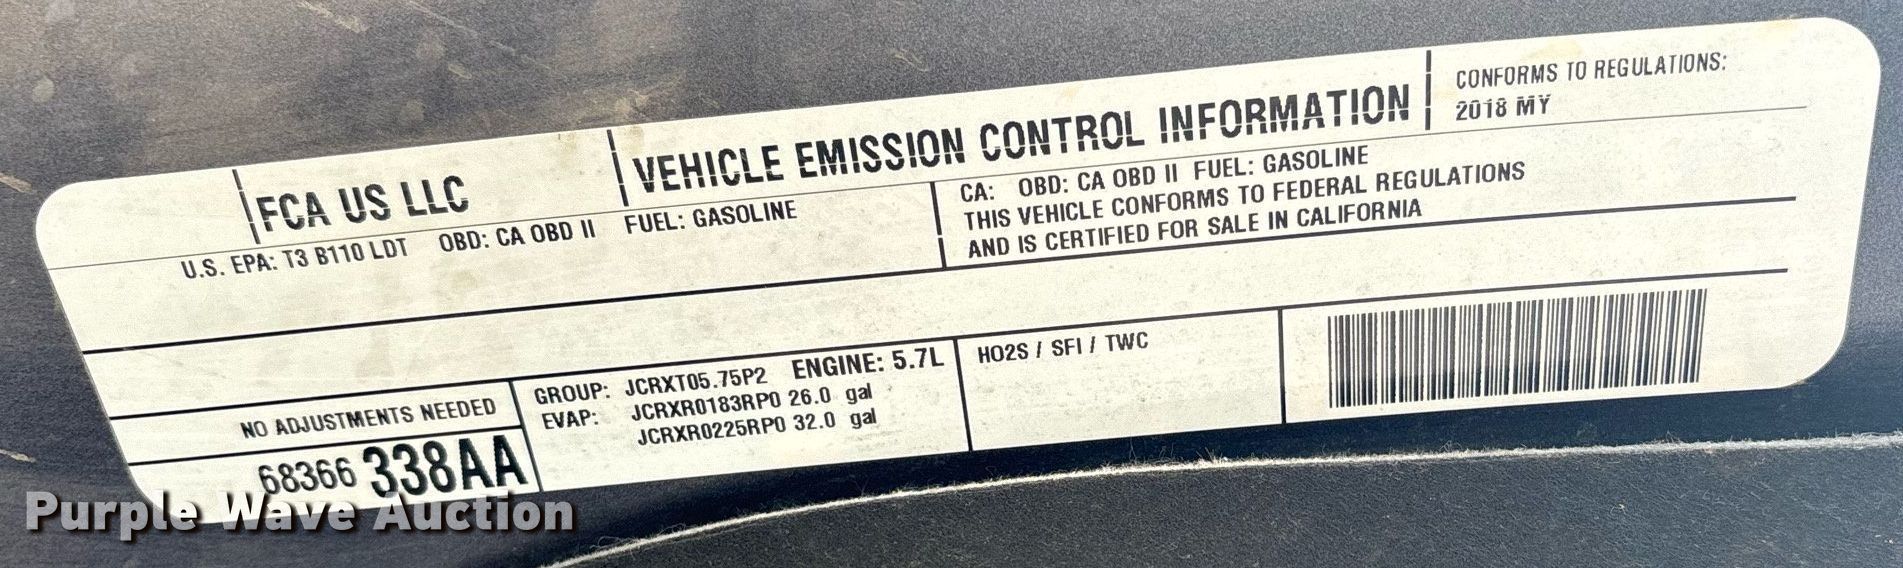 FCA US LLC
VEHICLE EMISSION CONTROL INFORMATION
CONFORMS TO REGULATIONS:
2018 MY
U.S. EPA: T3 B110 LDT OBD: CA OBD II FUEL: GASOLINE
CA: OBD: CA OBD II FUEL: GASOLINE
THIS VEHICLE CONFORMS TO FEDERAL REGULATIONS
AND IS CERTIFIED FOR SALE IN CALIFORNIA
NO ADJUSTMENTS NEEDED
68366 338AA
GROUP: JCRXT05.75P2 ENGINE: 5.7L
EVAP: JCRXR0183RP0 26.0 gal
JCRXR0225RP0 32.0 gal
HO2S / SFI / TWC
Purple Wave Auction